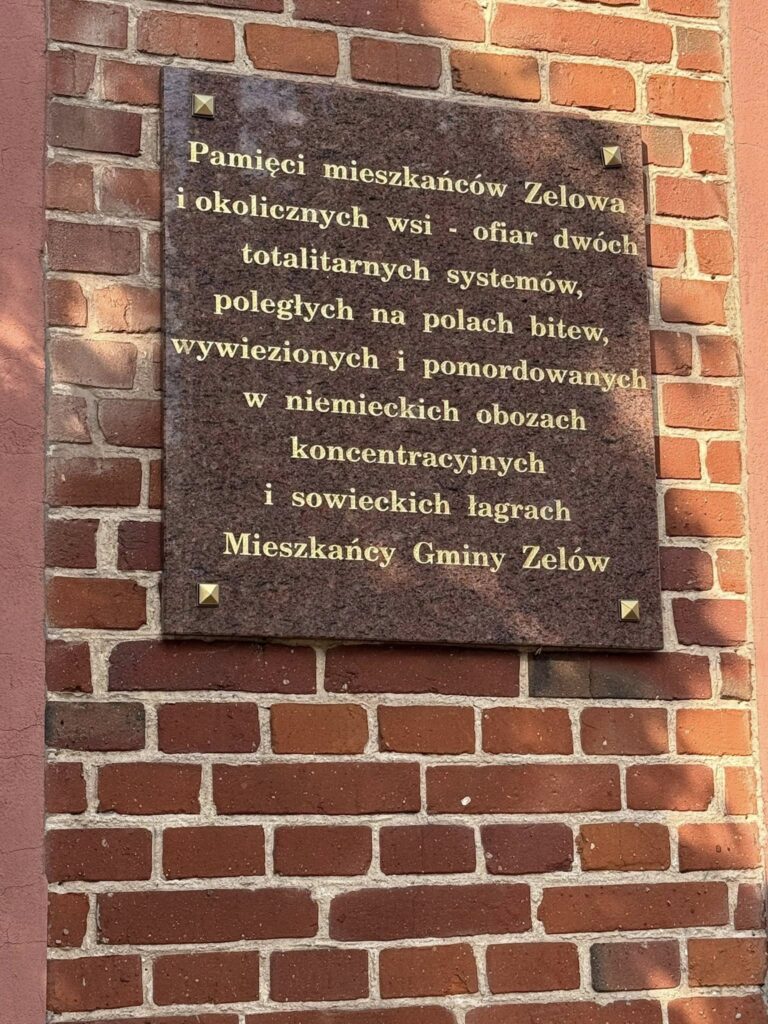 Pamięci mieszkańców Zelowa
i okolicznych wsi - ofiar dwóch
totalitarnych systemów,
poległych na polach bitew,
wywiezionych i pomordowanych
w niemieckich obozach
koncentracyjnych
i sowieckich łagrach
Mieszkańcy Gminy Zelów